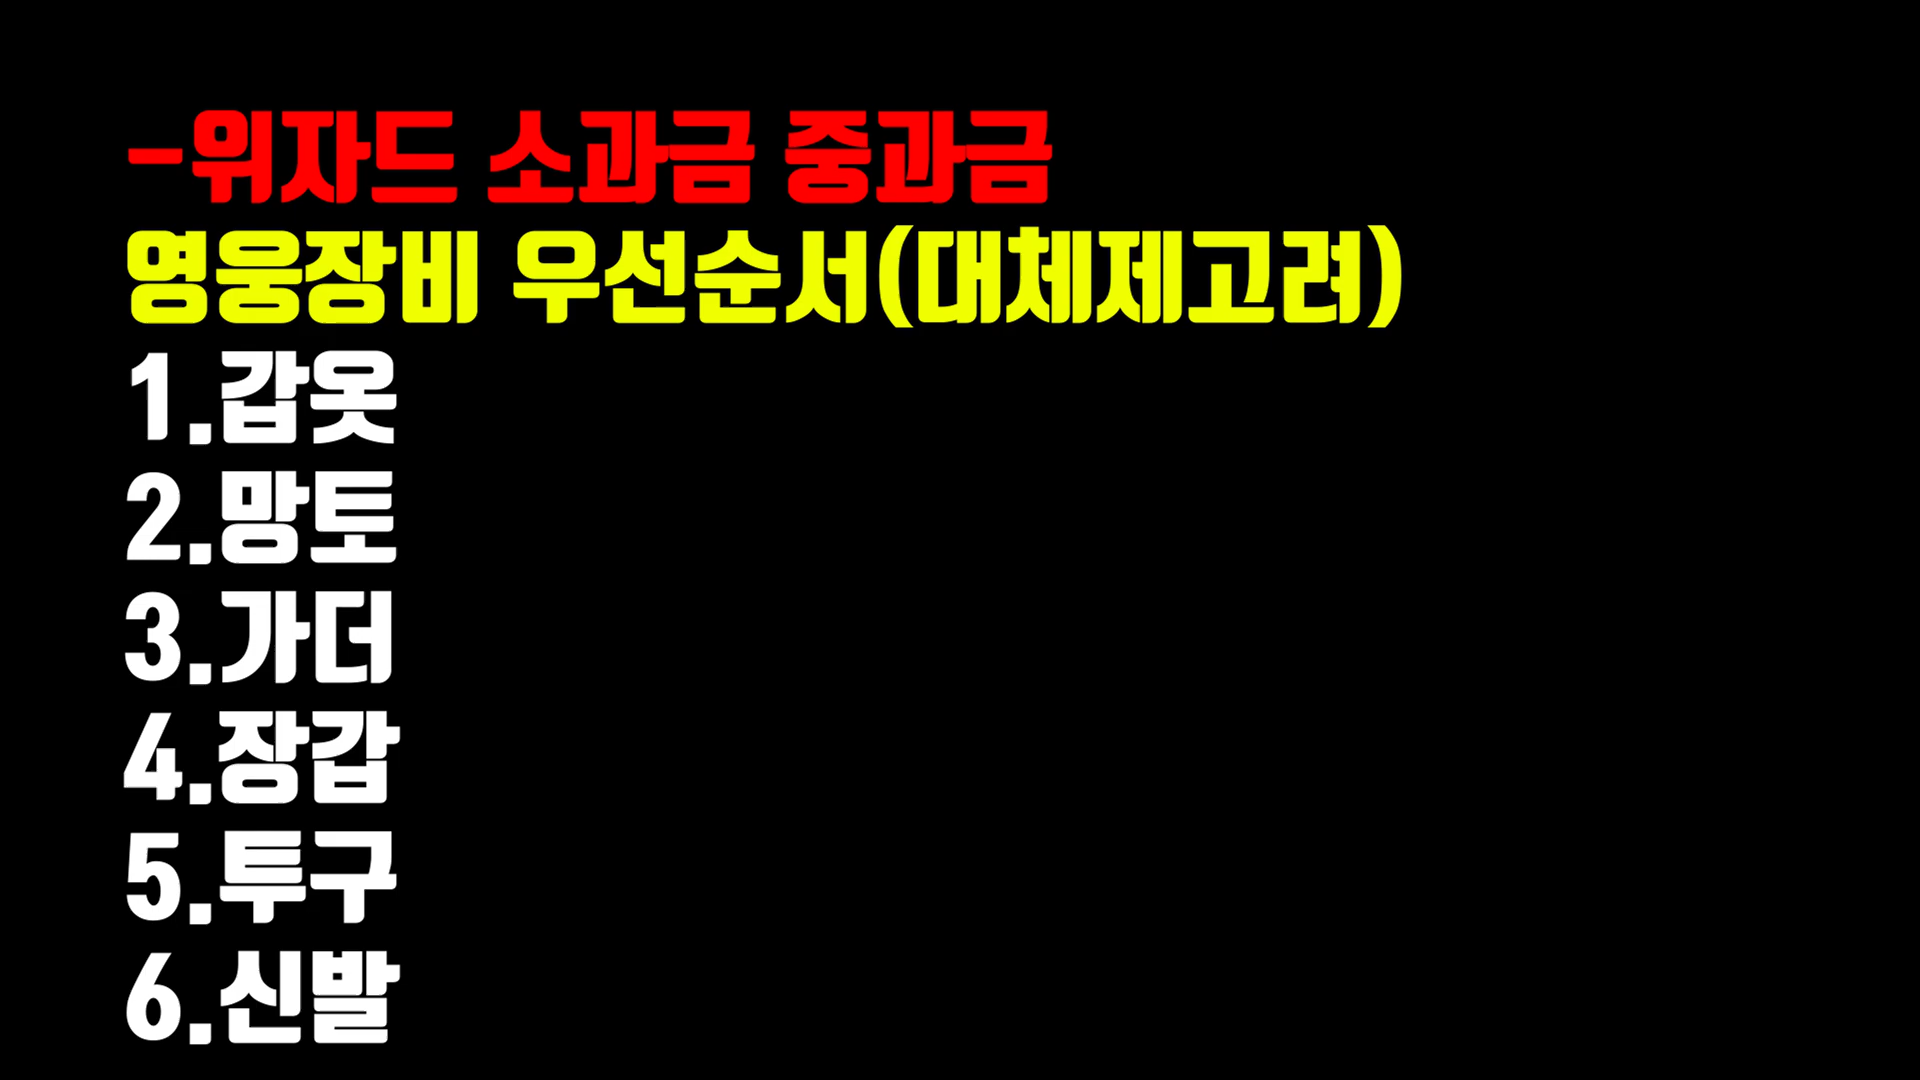 -위자드 소과금 중과금
영웅장비 우선순서(대체제고려)
1.갑옷
2.망토
3.가더
4.장갑
5.투구
6.신발